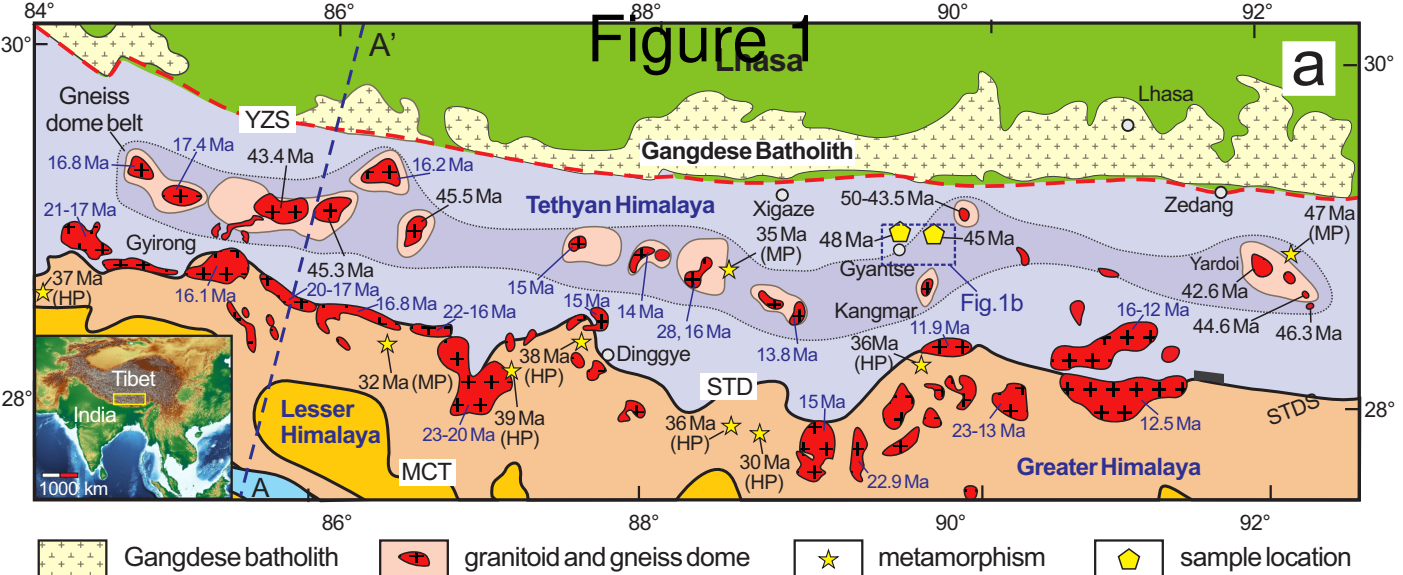 84°
86°
88°
90°
92°
Figure 1
a
30°
30°
A'
Lhasa
Lhasa
Gneiss
dome belt
YZS
Gangdese Batholith
16.8 Ma
17.4 Ma
43.4 Ma
16.2 Ma
45.5 Ma
Tethyan Himalaya
Xigaze
50-43.5 Ma
Zedang
47 Ma
(MP)
21-17 Ma
Gyirong
35 Ma
(MP)
48 Ma
45 Ma
Gyantse
Yardoi
37 Ma
(HP)
16.1 Ma
45.3 Ma
20-17 Ma
16.8 Ma
22-16 Ma
15 Ma
15 Ma
14 Ma
28, 16 Ma
13.8 Ma
Kangmar
Fig.1b
42.6 Ma
44.6 Ma
46.3 Ma
16-12 Ma
11.9 Ma
36Ma
(HP)
38 Ma
(HP)
Dinggye
32 Ma (MP)
39 Ma
(HP)
28°
28°
Tibet
India
1000 km
Lesser
Himalaya
23-20 Ma
STD
36 Ma
(HP)
30 Ma
(HP)
15 Ma
22.9 Ma
23-13 Ma
12.5 Ma
STDS
MCT
Greater Himalaya
A
86°
88°
90°
92°
Gangdese batholith
granitoid and gneiss dome
metamorphism
sample location